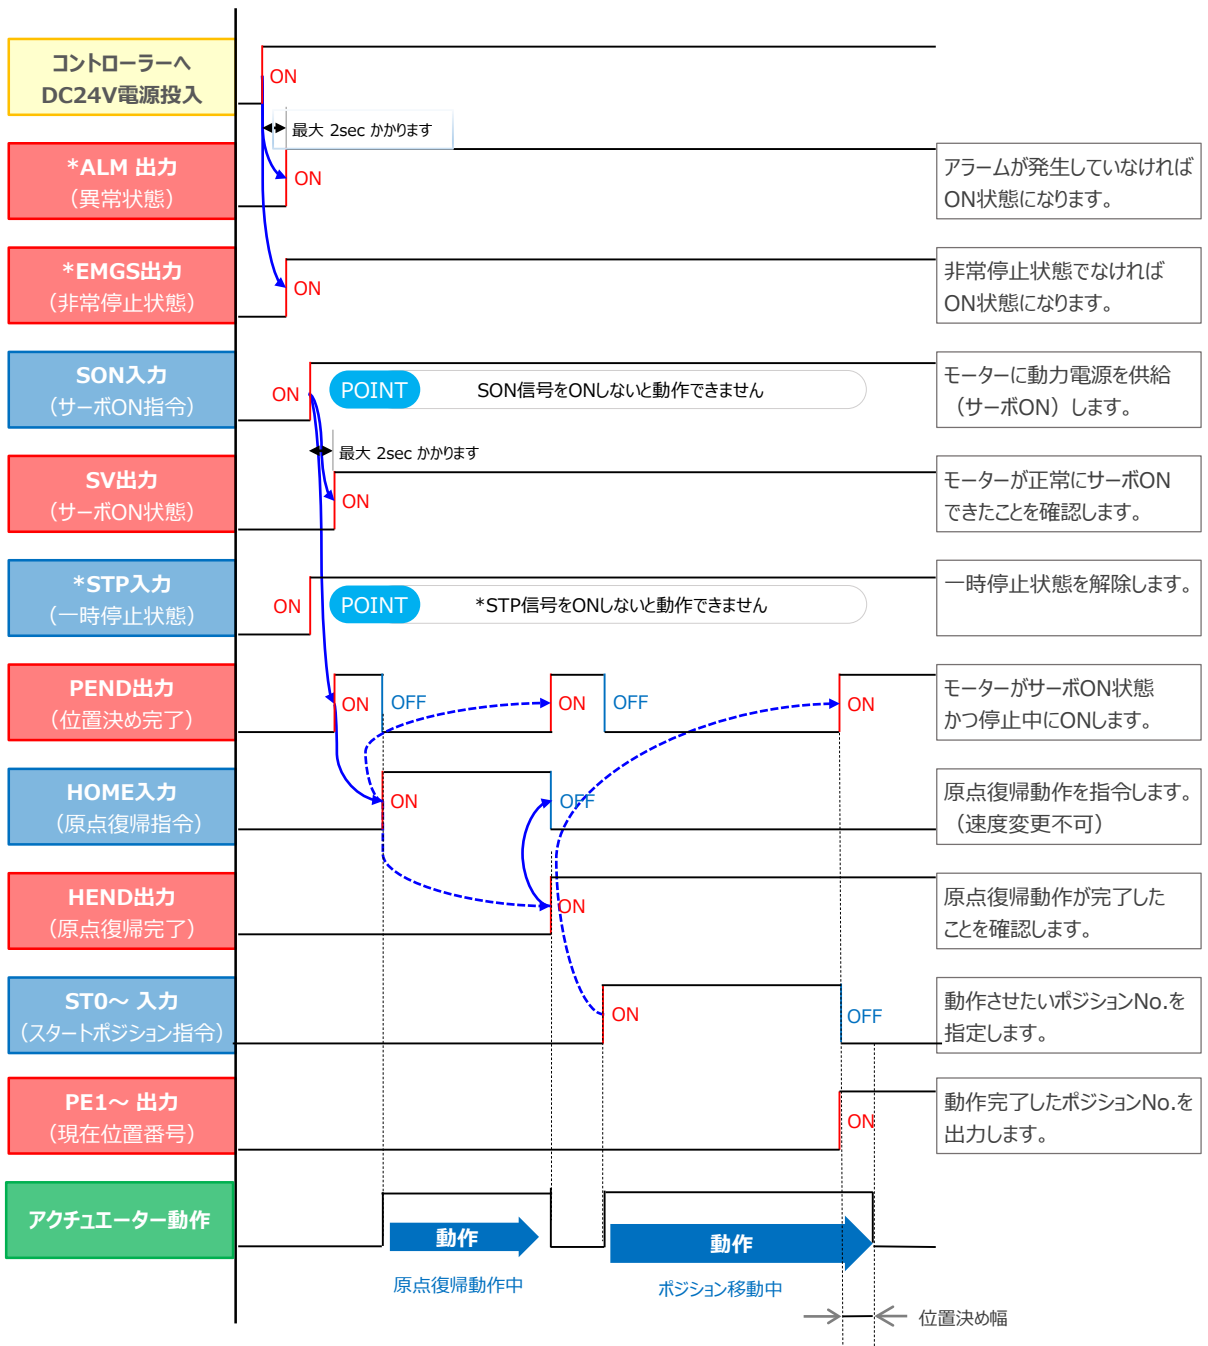 コントローラーへ
DC24V電源投入
ON
最大 2sec かかります
*ALM 出力
(異常状態)
ON
アラームが発生していなければ
ON状態になります。
*EMGS出力
(非常停止状態)
ON
非常停止状態でなければ
ON状態になります。
SON入力
(サーボON指令)
ON
POINT
SON信号をONしないと動作できません
モーターに動力電源を供給
(サーボON)します。
最大 2sec かかります
SV出力
(サーボON状態)
ON
モーターが正常にサーボON
できたことを確認します。
*STP入力
(一時停止状態)
ON
POINT
*STP信号をONしないと動作できません
一時停止状態を解除します。
PEND出力
(位置決め完了)
ON
OFF
ON
OFF
ON
モーターがサーボON状態
かつ停止中にONします。
HOME入力
(原点復帰指令)
ON
OFF
原点復帰動作を指令します。
(速度変更不可)
HEND出力
(原点復帰完了)
ON
原点復帰動作が完了した
ことを確認します。
ST0~ 入力
(スタートポジション指令)
ON
OFF
動作させたいポジションNo.を
指定します。
PE1~ 出力
(現在位置番号)
ON
動作完了したポジションNo.を
出力します。
アクチュエーター動作
動作
動作
原点復帰動作中
ポジション移動中
位置決め幅